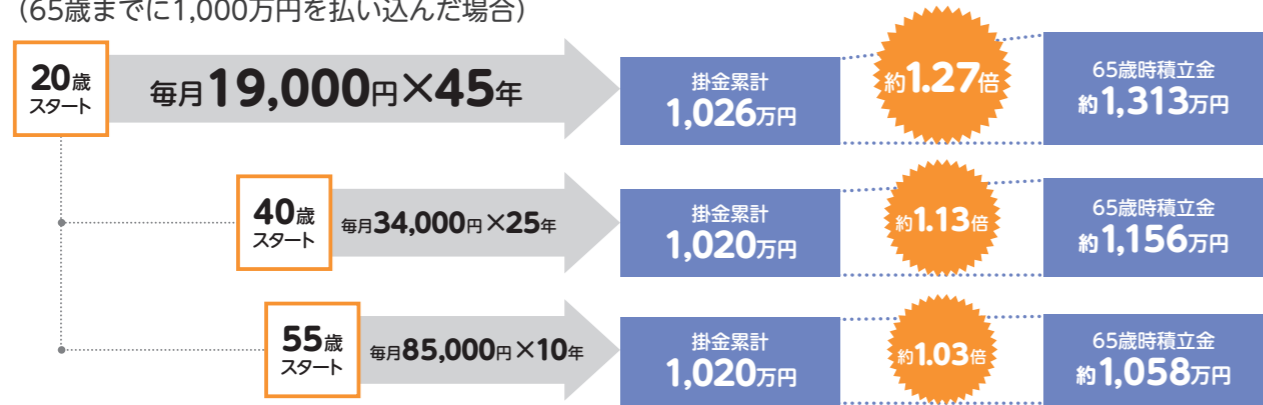 （65歳までに1,000万円を払い込んだ場合）
20歳
スタート
毎月19,000円×45年
掛金累計
1,026万円
約1.27倍
65歳時積立金
約1,313万円
40歳
スタート
毎月34,000円×25年
掛金累計
1,020万円
約1.13倍
65歳時積立金
約1,156万円
55歳
スタート
毎月85,000円×10年
掛金累計
1,020万円
約1.03倍
65歳時積立金
約1,058万円